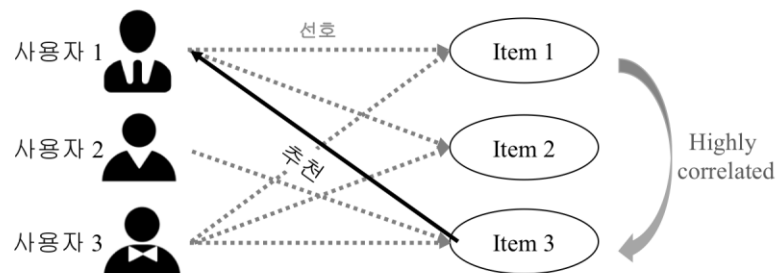 선호
사용자 1
Item 1
사용자 2
추천
Item 2
Highly
correlated
사용자 3
Item 3